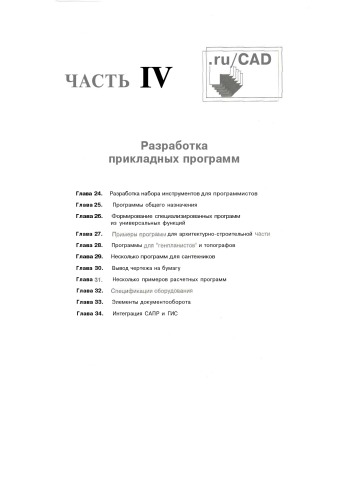 .ru/CAD
ЧАСТЬ IV
Разработка
прикладных программ
Глава 24. Разработка набора инструментов для программистов
Глава 25. Программы общего назначения
Глава 26. Формирование специализированных программ
из универсальных функций
Глава 27. Примеры программ для архитектурно-строительной части
Глава 28. Программы для "генпланистов" и топографов
Глава 29. Несколько программ для сантехников
Глава 30. Вывод чертежа на бумагу
Глава 31. Несколько примеров расчетных программ
Глава 32. Спецификации оборудования
Глава 33. Элементы документооборота
Глава 34. Интеграция САПР и ГИС